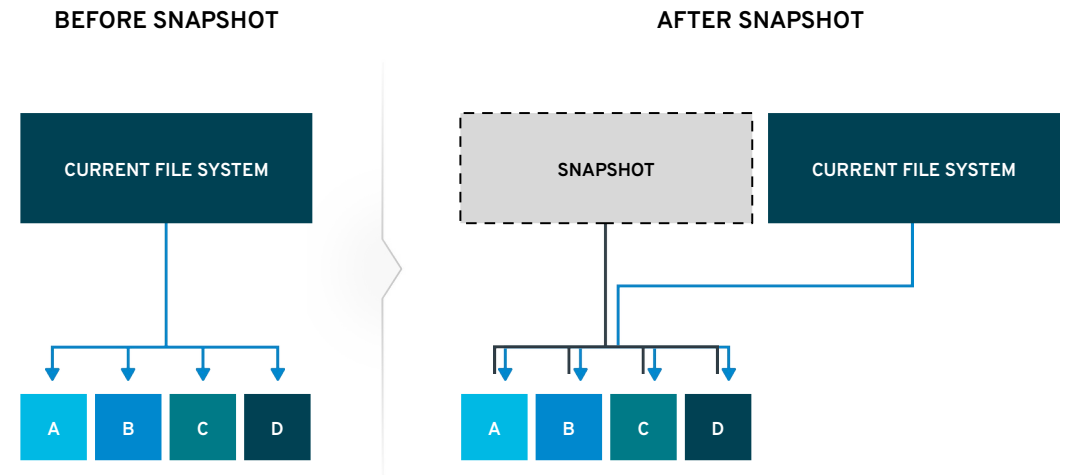 BEFORE SNAPSHOT
CURRENT FILE SYSTEM
A
B
C
D
AFTER SNAPSHOT
SNAPSHOT
CURRENT FILE SYSTEM
A
B
C
D